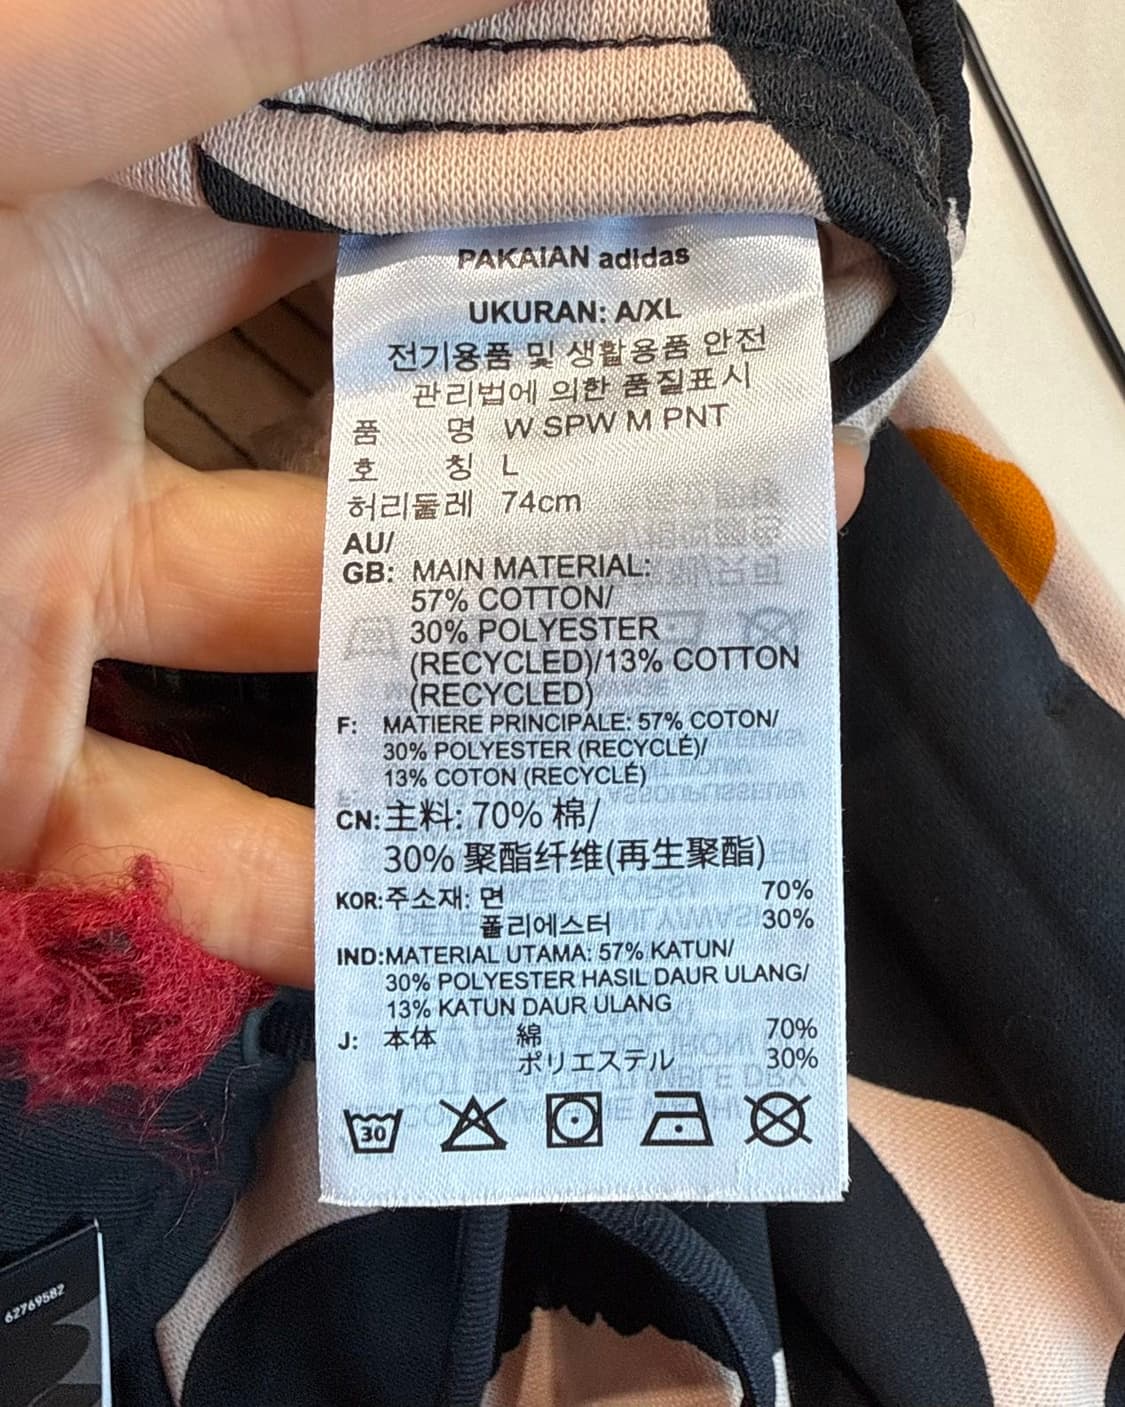 PAKAIAN adidas
UKURAN: A/XL
전기용품 및 생활용품 안전
관리법에 의한 품질표시
품 명 W SPW M PNT
호 칭 L
허리둘레 74cm
AU/
GB: MAIN MATERIAL:
57% COTTON/
30% POLYESTER
(RECYCLED)/13% COTTON
(RECYCLED)
F: MATIERE PRINCIPALE: 57% COTON/
30% POLYESTER (RECYCLÉ)/
13% COTON (RECYCLÉ)
CN: 主料: 70% 棉/
30% 聚酯纤维(再生聚酯)
KOR: 주소재: 면 70%
폴리에스터 30%
IND: MATERIAL UTAMA: 57% KATUN/
30% POLYESTER HASIL DAUR ULANG/
13% KATUN DAUR ULANG
J: 本体 綿 70%
ポリエステル 30%
30
62769582